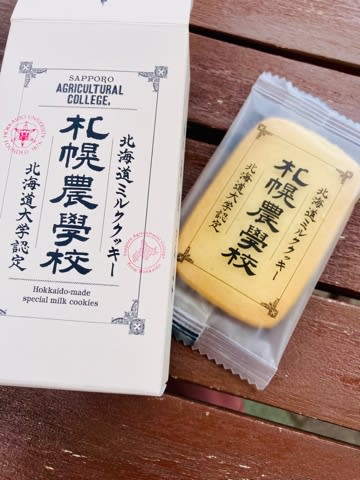 SAPPORO
AGRICULTURAL
COLLEGE,
北海道ミルククッキー
札幌農學校
北海道大学認定
Hokkaido-made
special milk cookies
北海道ミルククッキー
札幌農學校
北海道大学認定